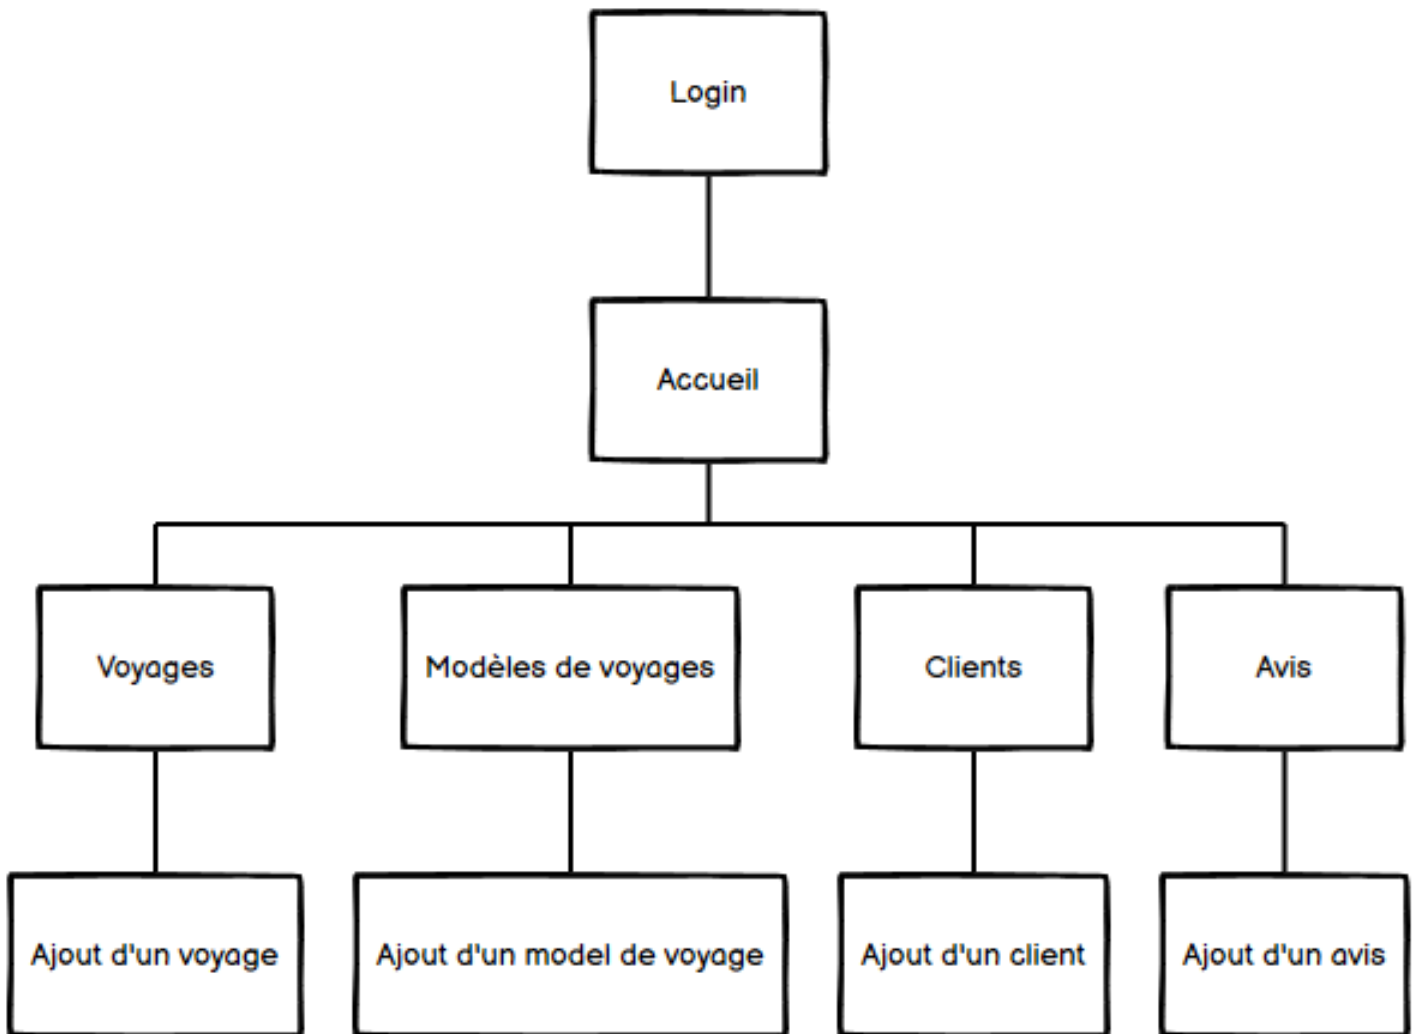 Login
Accueil
Voyages
Modèles de voyages
Clients
Avis
Ajout d'un voyage
Ajout d'un model de voyage
Ajout d'un client
Ajout d'un avis